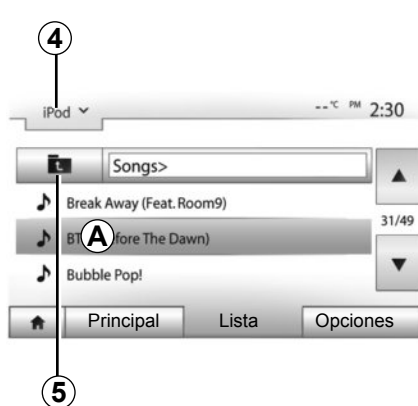 4
iPod
--°C PM 2:30
Songs>
Break Away (Feat. Room9)
31/49
BT A fore The Dawn)
Bubble Pop!
Principal Lista Opciones
5